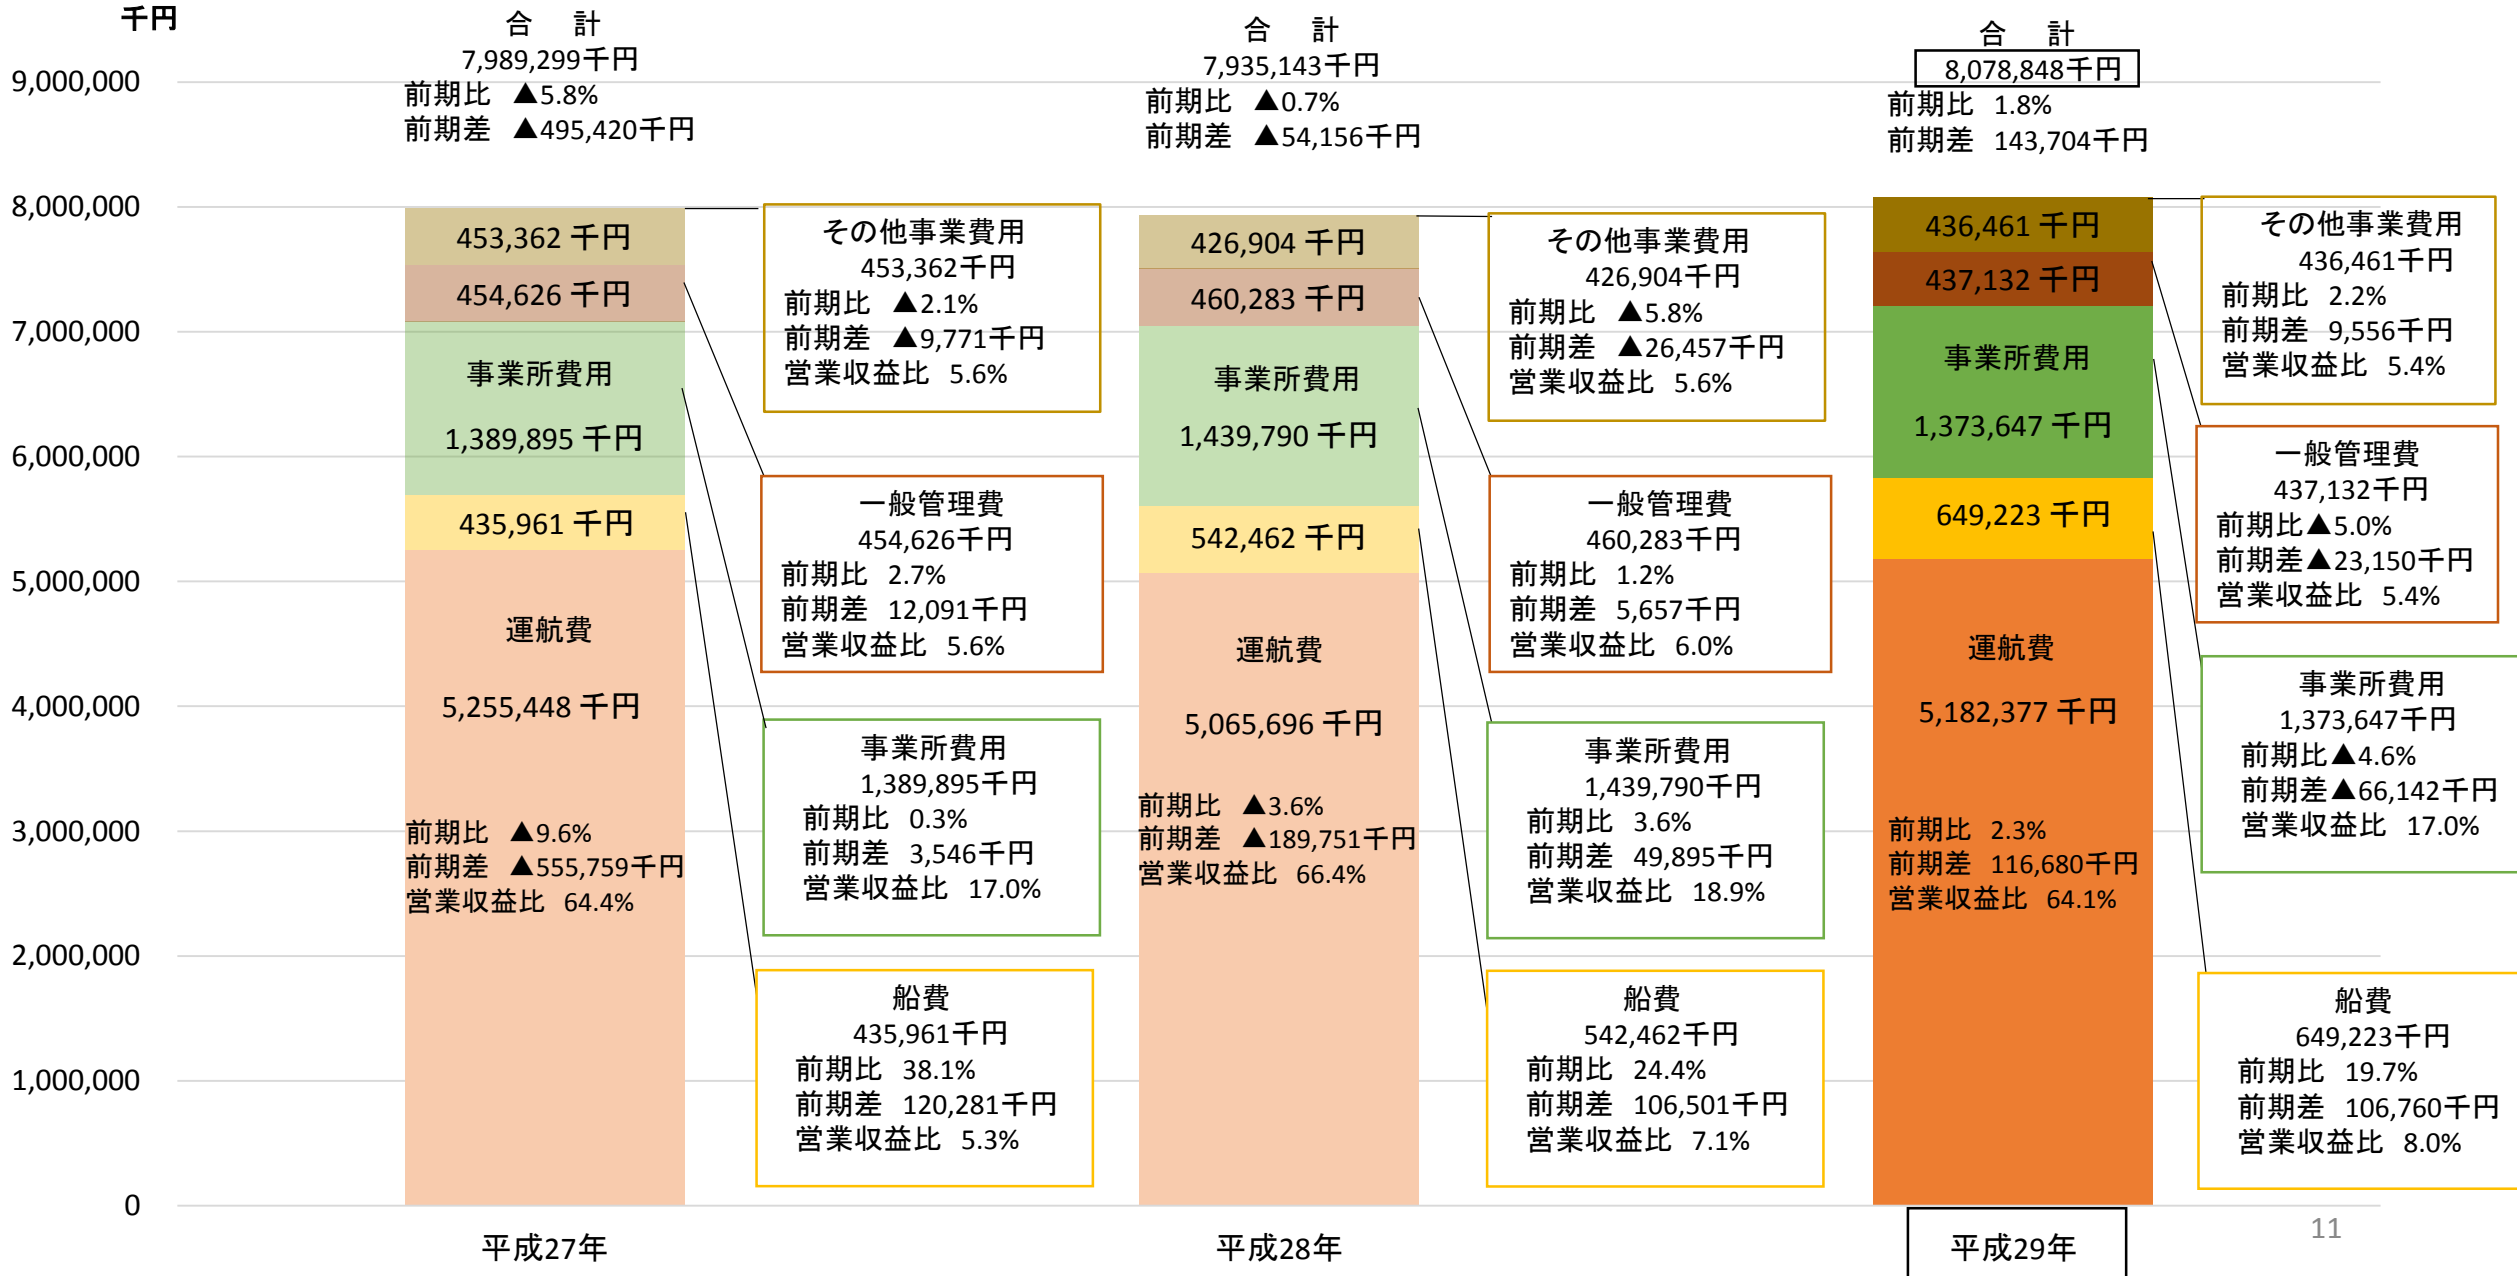 千円
9,000,000
8,000,000
7,000,000
6,000,000
5,000,000
4,000,000
3,000,000
2,000,000
1,000,000
0
合　計
7,989,299千円
前期比 ▲5.8%
前期差 ▲495,420千円
453,362 千円
454,626 千円
事業所費用
1,389,895 千円
435,961 千円
運航費
5,255,448 千円
前期比 ▲9.6%
前期差 ▲555,759千円
営業収益比 64.4%
平成27年
その他事業費用
453,362千円
前期比 ▲2.1%
前期差 ▲9,771千円
営業収益比 5.6%
一般管理費
454,626千円
前期比 2.7%
前期差 12,091千円
営業収益比 5.6%
事業所費用
1,389,895千円
前期比 0.3%
前期差 3,546千円
営業収益比 17.0%
船費
435,961千円
前期比 38.1%
前期差 120,281千円
営業収益比 5.3%
合　計
7,935,143千円
前期比 ▲0.7%
前期差 ▲54,156千円
426,904 千円
460,283 千円
事業所費用
1,439,790 千円
542,462 千円
運航費
5,065,696 千円
前期比 ▲3.6%
前期差 ▲189,751千円
営業収益比 66.4%
平成28年
その他事業費用
426,904千円
前期比 ▲5.8%
前期差 ▲26,457千円
営業収益比 5.6%
一般管理費
460,283千円
前期比 1.2%
前期差 5,657千円
営業収益比 6.0%
事業所費用
1,439,790千円
前期比 3.6%
前期差 49,895千円
営業収益比 18.9%
船費
542,462千円
前期比 24.4%
前期差 106,501千円
営業収益比 7.1%
合　計
8,078,848千円
前期比 1.8%
前期差 143,704千円
436,461 千円
437,132 千円
事業所費用
1,373,647 千円
649,223 千円
運航費
5,182,377 千円
前期比 2.3%
前期差 116,680千円
営業収益比 64.1%
平成29年
その他事業費用
436,461千円
前期比 2.2%
前期差 9,556千円
営業収益比 5.4%
一般管理費
437,132千円
前期比▲5.0%
前期差▲23,150千円
営業収益比 5.4%
事業所費用
1,373,647千円
前期比▲4.6%
前期差▲66,142千円
営業収益比 17.0%
船費
649,223千円
前期比 19.7%
前期差 106,760千円
営業収益比 8.0%
11